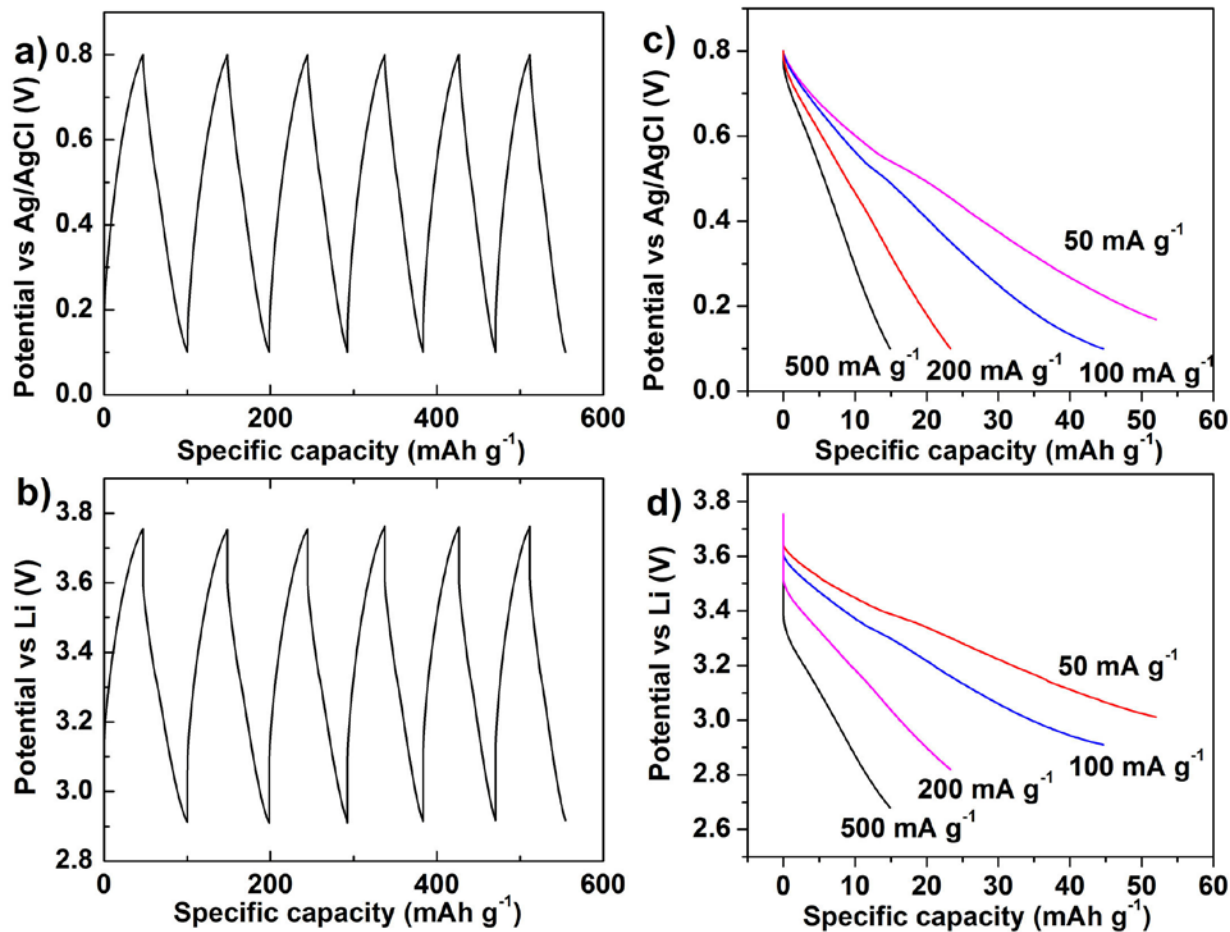 a)
Potential vs Ag/AgCl (V)
0.8
0.6
0.4
0.2
0.0
0 200 400 600
Specific capacity (mAh g-1)
c)
Potential vs Ag/AgCl (V)
0.8
0.6
0.4
0.2
0.0
50 mA g-1
500 mA g-1
200 mA g-1
100 mA g-1
0 10 20 30 40 50 60
Specific capacity (mAh g-1)
b)
Potential vs Li (V)
3.8
3.6
3.4
3.2
3.0
2.8
0 200 400 600
Specific capacity (mAh g-1)
d)
Potential vs Li (V)
3.8
3.6
3.4
3.2
3.0
2.8
2.6
50 mA g-1
100 mA g-1
200 mA g-1
500 mA g-1
0 10 20 30 40 50 60
Specific capacity (mAh g-1)